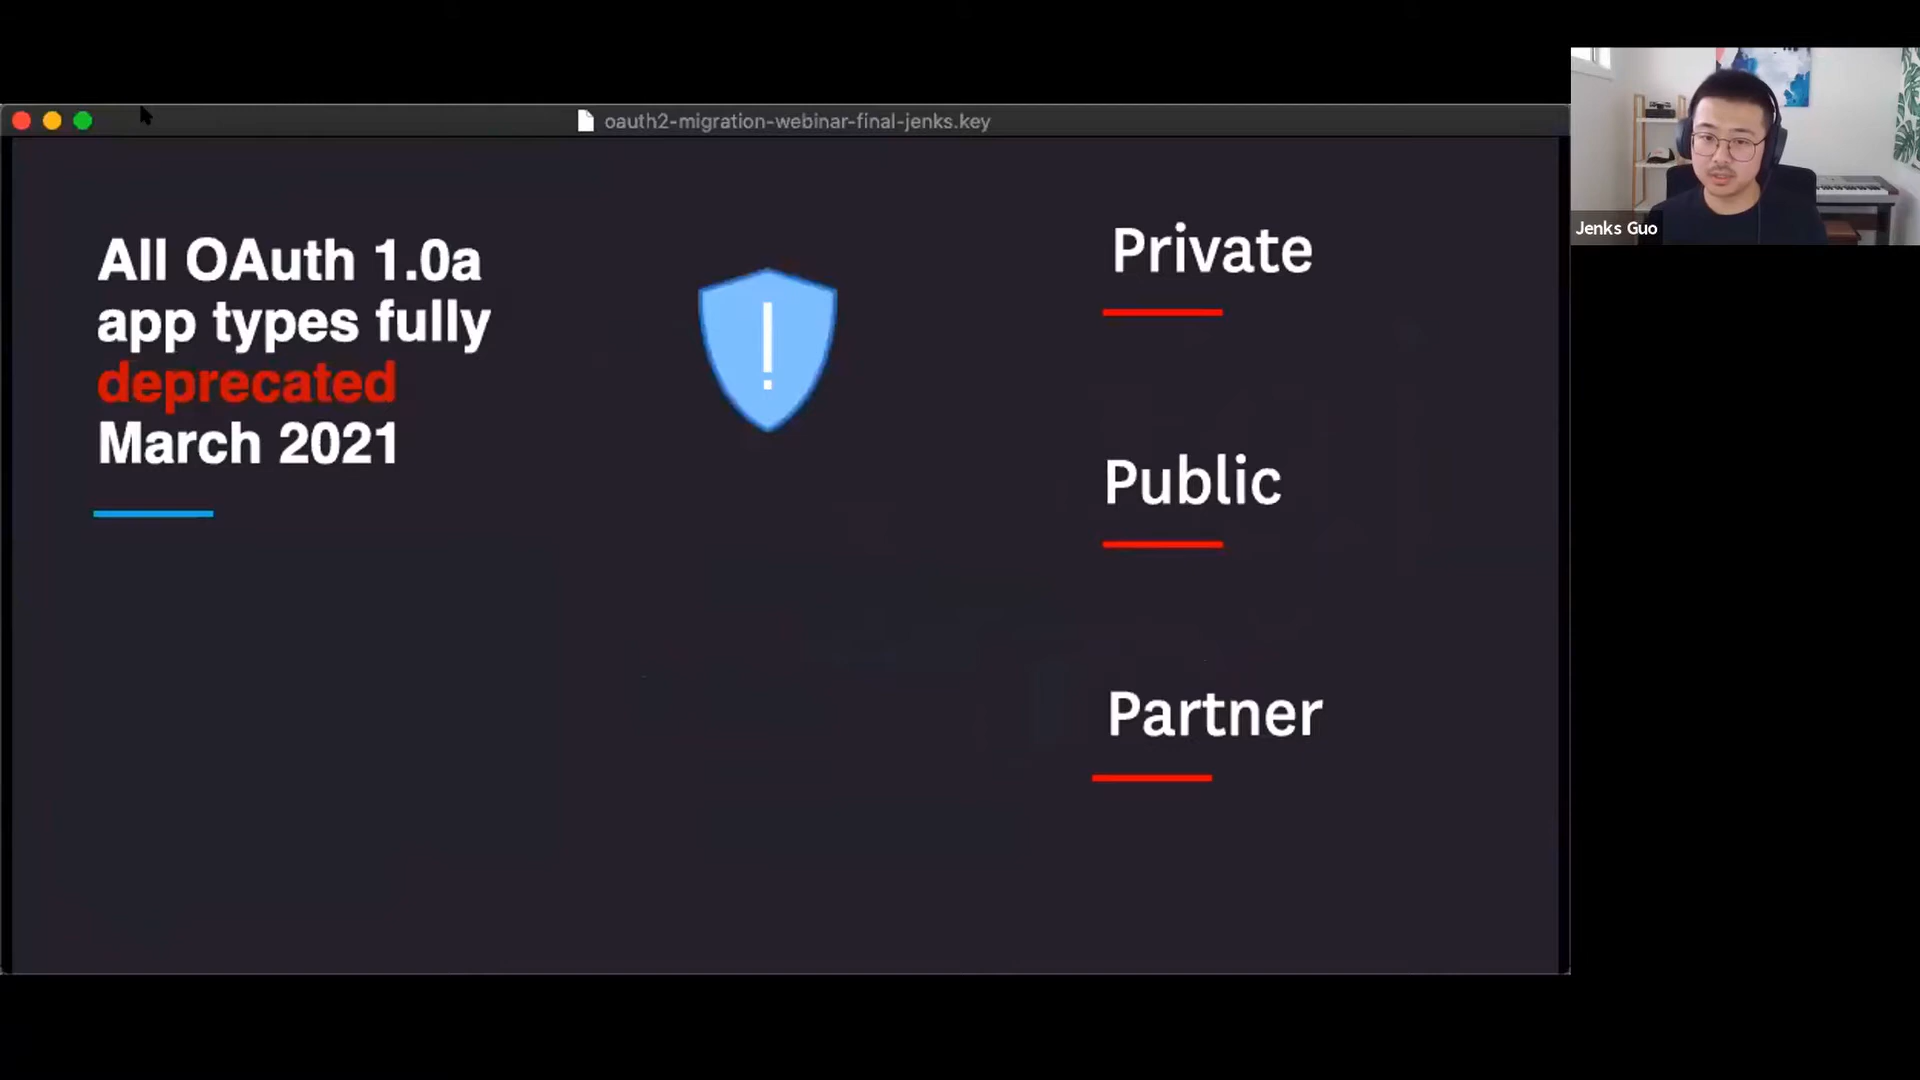 oauth2-migration-webinar-final-jenks.key
Jenks Guo
All OAuth 1.0a
app types fully
deprecated
March 2021
Private
Public
Partner